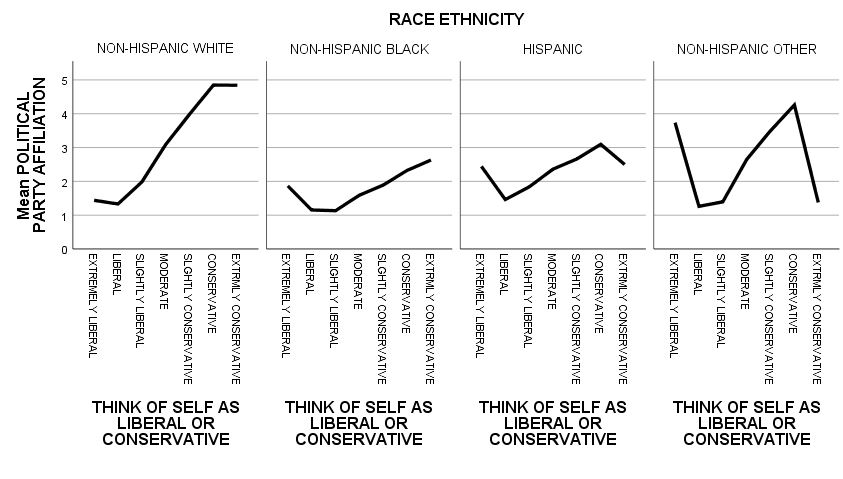 RACE ETHNICITY
NON-HISPANIC WHITE
NON-HISPANIC BLACK
HISPANIC
NON-HISPANIC OTHER
Mean POLITICAL
PARTY AFFILIATION
5
4
3
2
1
0
EXTREMELY LIBERAL
LIBERAL
SLIGHTLY LIBERAL
MODERATE
SLGHTLY CONSERVATIVE
CONSERVATIVE
EXTRMLY CONSERVATIVE
EXTREMELY LIBERAL
LIBERAL
SLIGHTLY LIBERAL
MODERATE
SLGHTLY CONSERVATIVE
CONSERVATIVE
EXTRMLY CONSERVATIVE
EXTREMELY LIBERAL
LIBERAL
SLIGHTLY LIBERAL
MODERATE
SLGHTLY CONSERVATIVE
CONSERVATIVE
EXTRMLY CONSERVATIVE
EXTREMELY LIBERAL
LIBERAL
SLIGHTLY LIBERAL
MODERATE
SLGHTLY CONSERVATIVE
CONSERVATIVE
EXTRMLY CONSERVATIVE
THINK OF SELF AS
LIBERAL OR
CONSERVATIVE
THINK OF SELF AS
LIBERAL OR
CONSERVATIVE
THINK OF SELF AS
LIBERAL OR
CONSERVATIVE
THINK OF SELF AS
LIBERAL OR
CONSERVATIVE